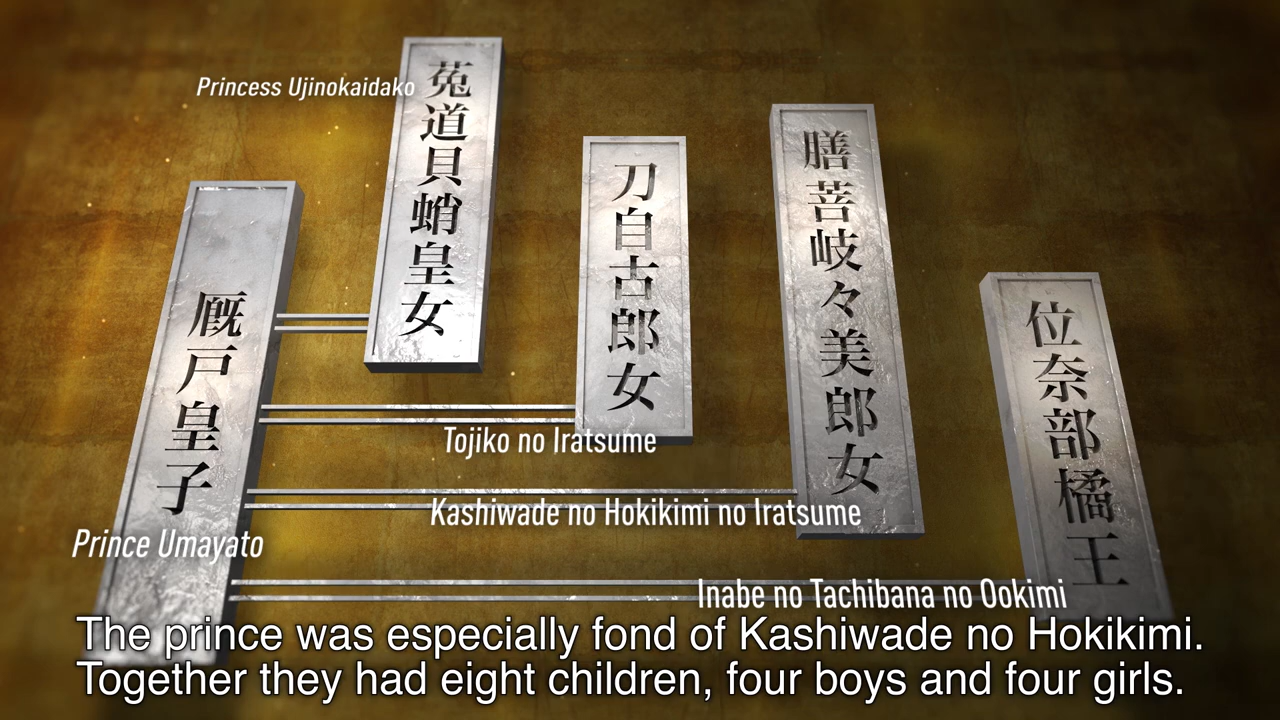 Princess Ujinokaidako
菟道貝蛸皇女
刀自古郎女
膳菩岐々美郎女
位奈部橘王
厩戸皇子
Tojiko no Iratsume
Kashiwade no Hokikimi no Iratsume
Prince Umayato
Inabe no Tachibana no Ookimi
The prince was especially fond of Kashiwade no Hokikimi.
Together they had eight children, four boys and four girls.